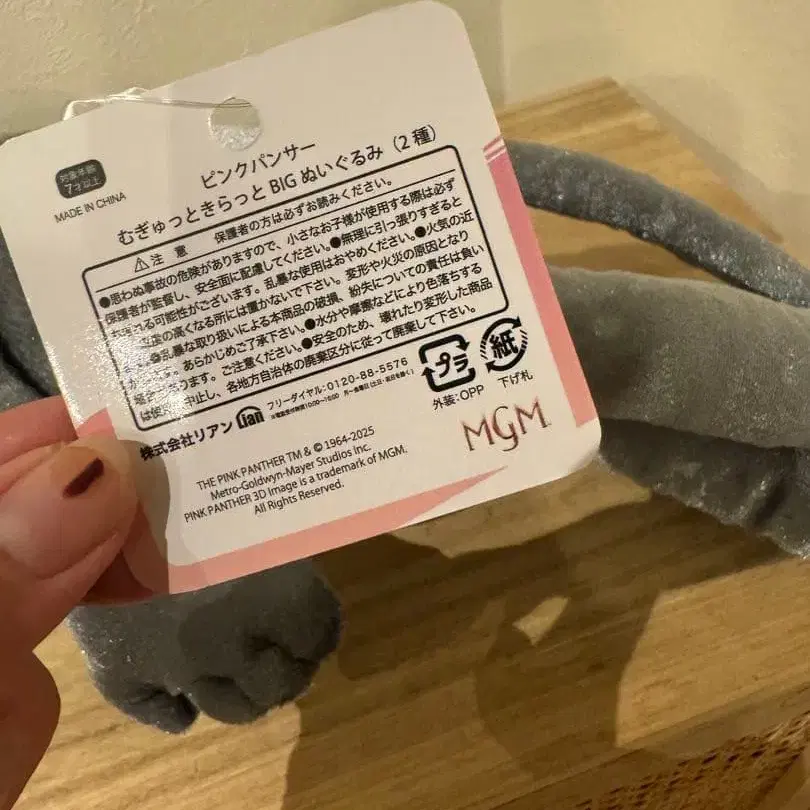 対象年齢
7才以上
MADE IN CHINA
ピンクパンサー
むぎゅっときらっとBIGぬいぐるみ（2種）
⚠注 意 保護者の方は必ずお読みください。
●思わぬ事故の危険がありますので、小さなお子様が使用する際は必ず
保護者が監督し、安全面に配慮してください。●無理に引っ張りすぎると
れる可能性がございます。乱暴な使用はおやめください。●火気の近
の高くなる所には置かないで下さい。変形や火災の原因となり
●乱暴な取り扱いによる本商品の破損、紛失についての責任は負い
。あらかじめご了承下さい。●水分や摩擦などにより色落ちする
場合 あります。ご注意ください。●安全のため、壊れたり変形した商品
は使 中止し、各地方自治体の廃棄区分に従って廃棄して下さい。
株式会社リアン Lian フリーダイヤル:0120-88-5576
プラ
外装:OPP
紙
下げ札
THE PINK PANTHER TM & © 1964-2025
Metro-Goldwyn-Mayer Studios Inc.
PINK PANTHER 3D Image is a trademark of MGM.
All Rights Reserved.
MGM